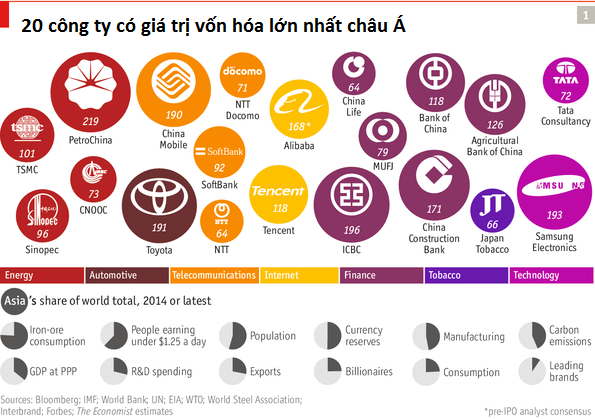 20 công ty có giá trị vốn hóa lớn nhất châu Á
1
219
PetroChina
190
China
Mobile
döcomo
71
NTT
Docomo
168*
Alibaba
64
China
Life
118
Bank of
China
126
Agricultural
Bank of China
TATA
72
Tata
Consultancy
tsmc
101
TSMC
73
CNOOC
SoftBank
92
SoftBank
79
MUFJ
SINOPEC
96
Sinopec
191
Toyota
NTT
64
NTT
Tencent
118
Tencent
196
ICBC
171
China
Construction
Bank
JT
66
Japan
Tobacco
SAMSUNG
193
Samsung
Electronics
Energy
Automotive
Telecommunications
Internet
Finance
Tobacco
Technology
Asia's share of world total, 2014 or latest
Iron-ore
consumption
People earning
under $1.25 a day
Population
Currency
reserves
Manufacturing
Carbon
emissions
GDP at PPP
R&D spending
Exports
Billionaires
Consumption
Leading
brands
Sources: Bloomberg; IMF; World Bank; UN; EIA; WTO; World Steel Association;
Interbrand; Forbes; The Economist estimates
*pre-IPO analyst consensus